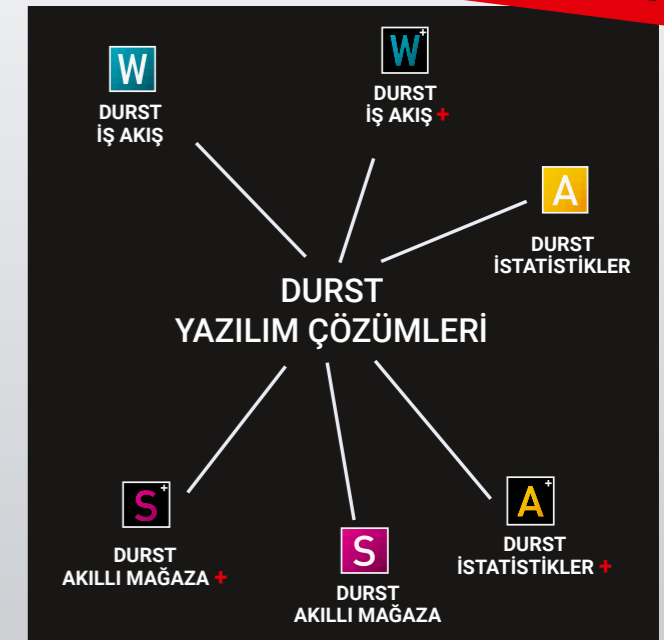 W
DURST
İŞ AKIŞ
W+
DURST
İŞ AKIŞ +
A
DURST
İSTATİSTİKLER
DURST
YAZILIM ÇÖZÜMLERİ
S+
DURST
AKILLI MAĞAZA +
S
DURST
AKILLI MAĞAZA
A+
DURST
İSTATİSTİKLER +